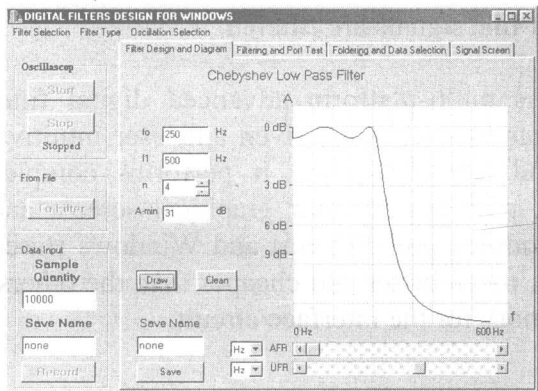 DIGITAL FILTERS DESIGN FOR WINDOWS
Filter Selection Filter Type Oscillation Selection
Filter Design and Diagram Filtering and Port Test Foldering and Data Selection Signal Screen
Oscillascop
Start
Stop
Stopped
From File
To Filter
Data Input
Sample
Quantity
10000
Save Name
none
Record
Chebyshev Low Pass Filter
A
fo 250 Hz
f1 500 Hz
n 4
A-min 31 dB
Draw Clean
Save Name
none
Save
0 dB
3 dB
6 dB
9 dB
f
0 Hz 600 Hz
Hz AFR
Hz ÜFR